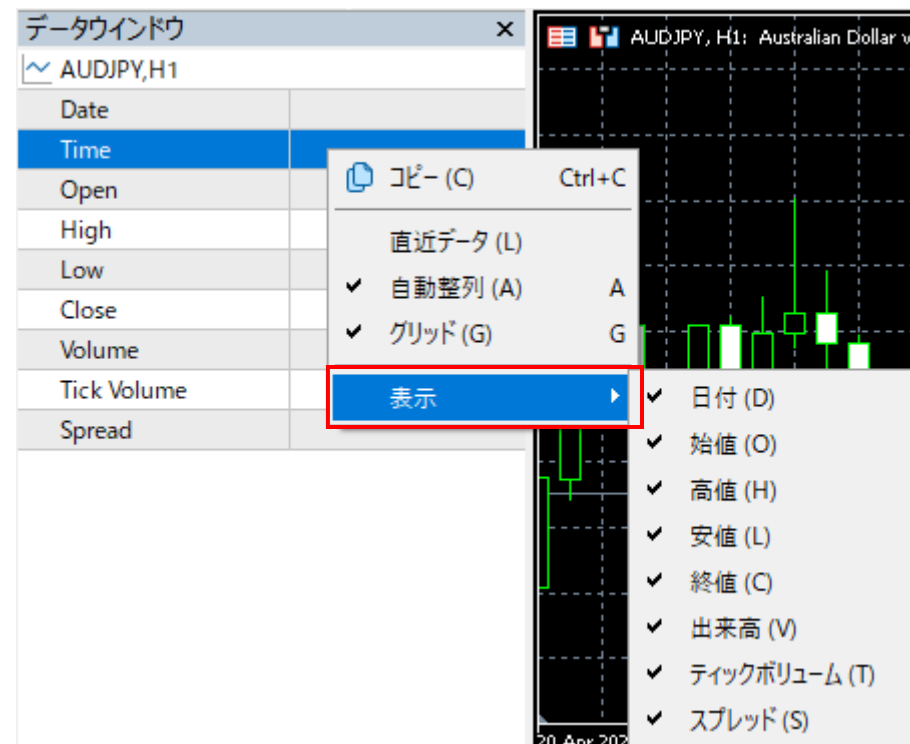 データウインドウ
AUDJPY, H1: Australian Dollar v
AUDJPY,H1
Date
Time
Open
High
Low
Close
Volume
Tick Volume
Spread
コピー (C) Ctrl+C
直近データ (L)
自動整列 (A) A
グリッド (G) G
表示
日付 (D)
始値 (O)
高値 (H)
安値 (L)
終値 (C)
出来高 (V)
ティックボリューム (T)
スプレッド (S)
20 Apr 202